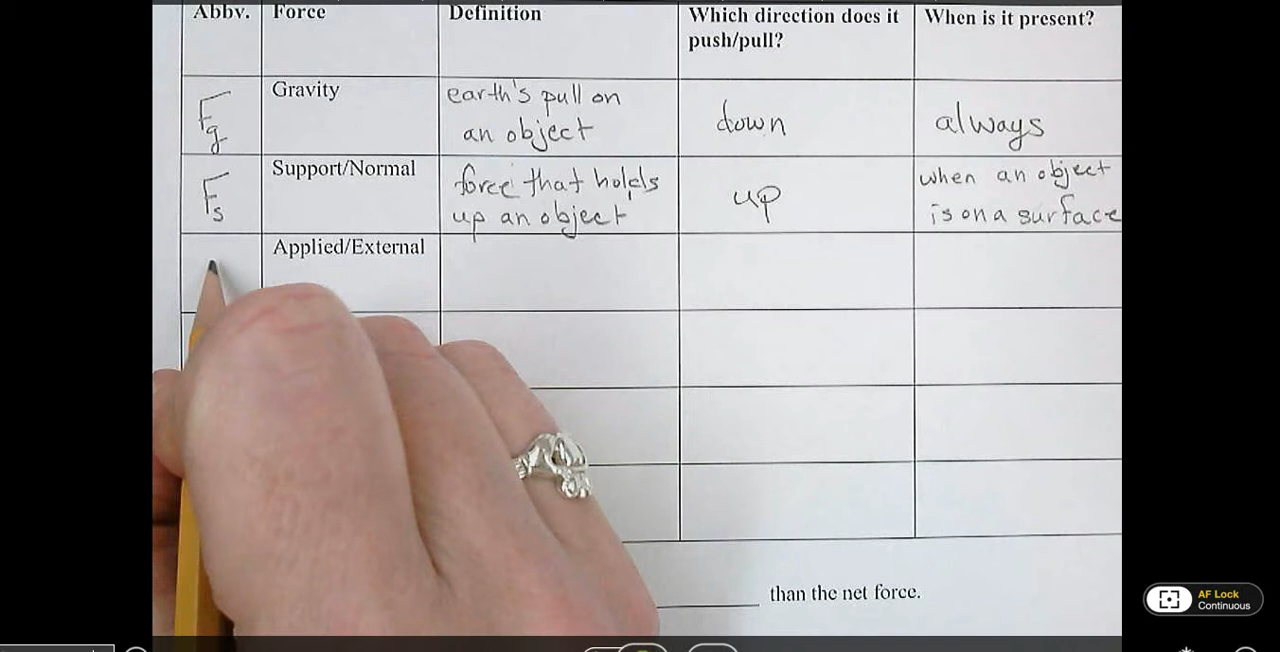 Abbv. Force Definition Which direction does it When is it present?
push/pull?
Fg Gravity earth's pull on down always
an object
Fs Support/Normal force that holds up when an object
up an object is on a surface
Applied/External
than the net force.
AF Lock
Continuous